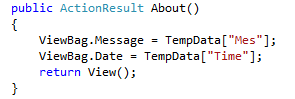 public ActionResult About()
{
    ViewBag.Message = TempData["Mes"];
    ViewBag.Date = TempData["Time"];
    return View();
}